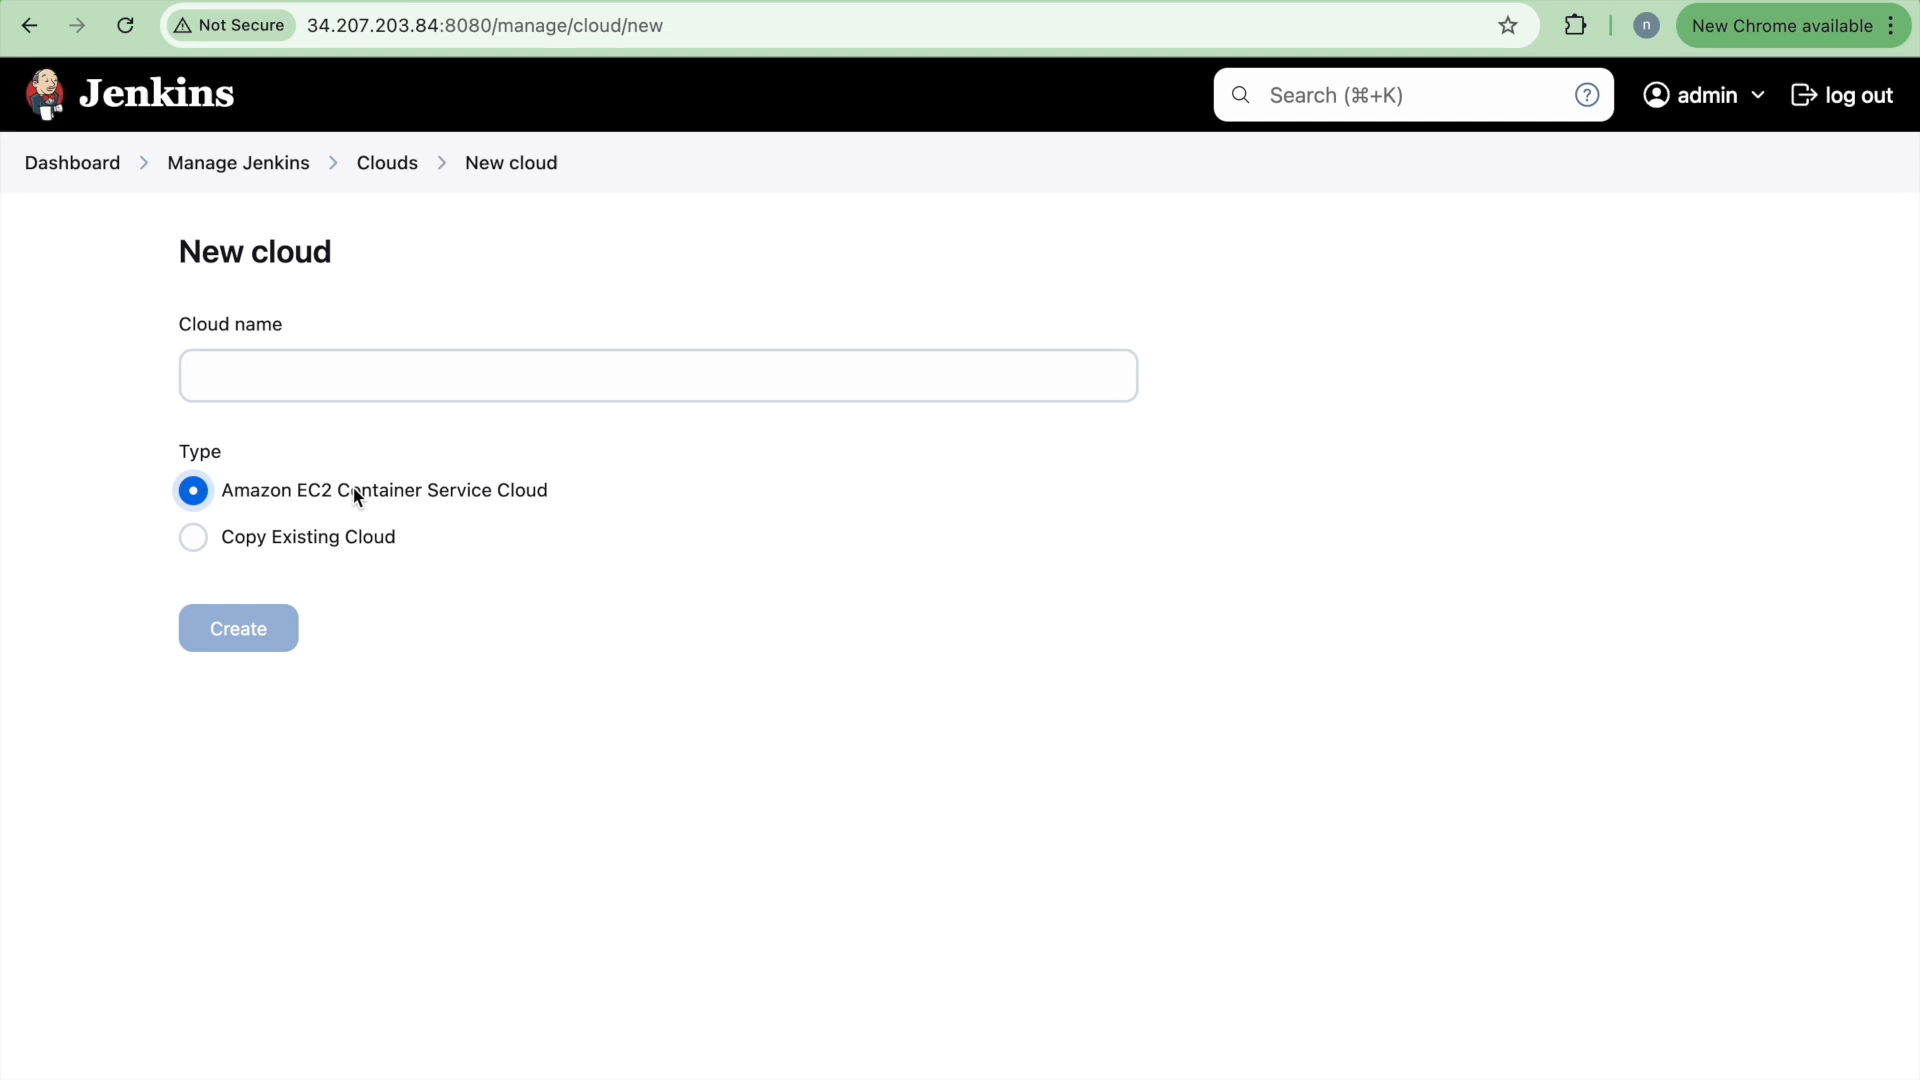 Not Secure 34.207.203.84:8080/manage/cloud/new n New Chrome available
Jenkins Search (⌘+K) ? admin log out
Dashboard Manage Jenkins Clouds New cloud
New cloud
Cloud name
Type
Amazon EC2 Container Service Cloud
Copy Existing Cloud
Create